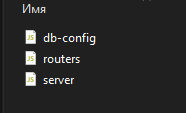 Имя
db-config
routers
server